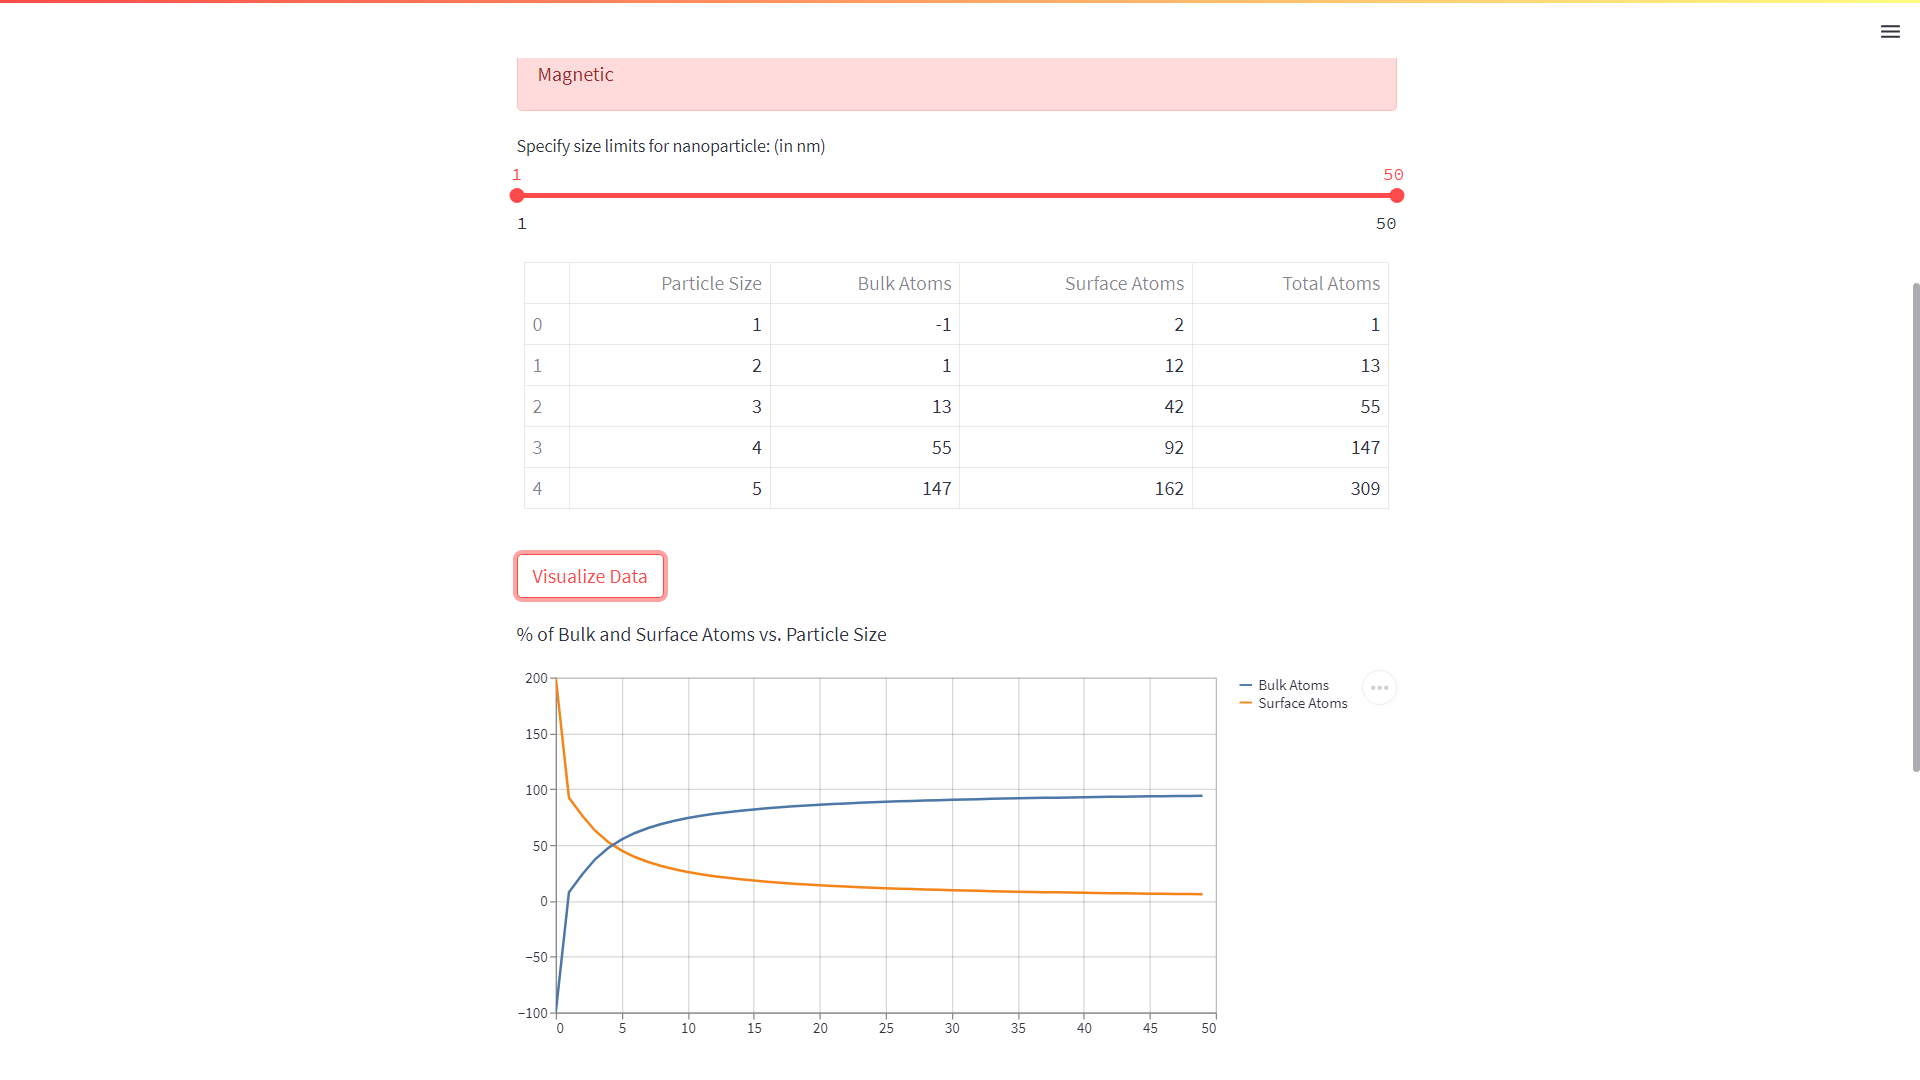 Magnetic
Specify size limits for nanoparticle: (in nm)
1 50
1 50
Particle Size Bulk Atoms Surface Atoms Total Atoms
0 1 -1 2 1
1 2 1 12 13
2 3 13 42 55
3 4 55 92 147
4 5 147 162 309
Visualize Data
% of Bulk and Surface Atoms vs. Particle Size
200
150
100
50
0
−50
−100
0 5 10 15 20 25 30 35 40 45 50
Bulk Atoms
Surface Atoms